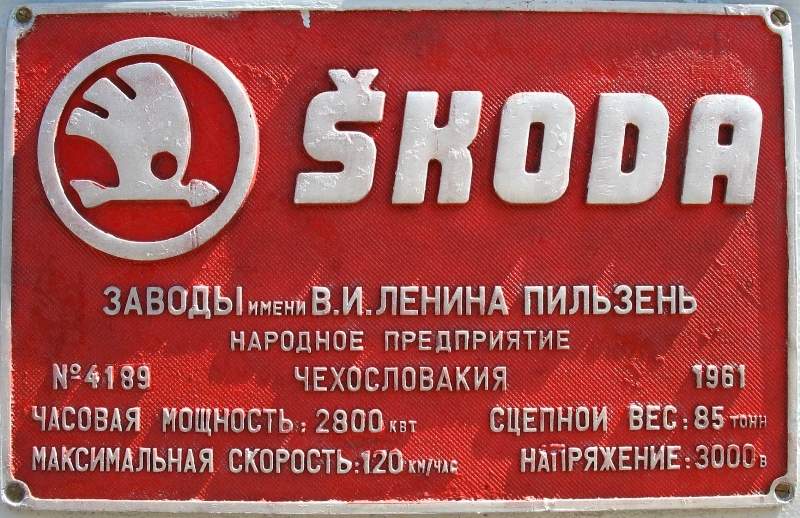 ŠKODA
ЗАВОДЫ ИМЕНИ В.И.ЛЕНИНА ПИЛЬЗЕНЬ
НАРОДНОЕ ПРЕДПРИЯТИЕ
№4189 ЧЕХОСЛОВАКИЯ 1961
ЧАСОВАЯ МОЩНОСТЬ: 2800 КВТ СЦЕПНОЙ ВЕС: 85 ТОНН
МАКСИМАЛЬНАЯ СКОРОСТЬ:120 КМ/ЧАС НАПРЯЖЕНИЕ:3000 В